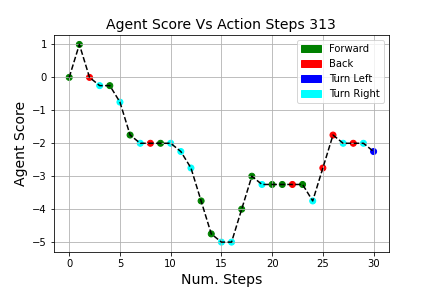 Agent Score Vs Action Steps 313
Forward
Back
Turn Left
Turn Right
Agent Score
1
0
−1
−2
−3
−4
−5
0 5 10 15 20 25 30
Num. Steps